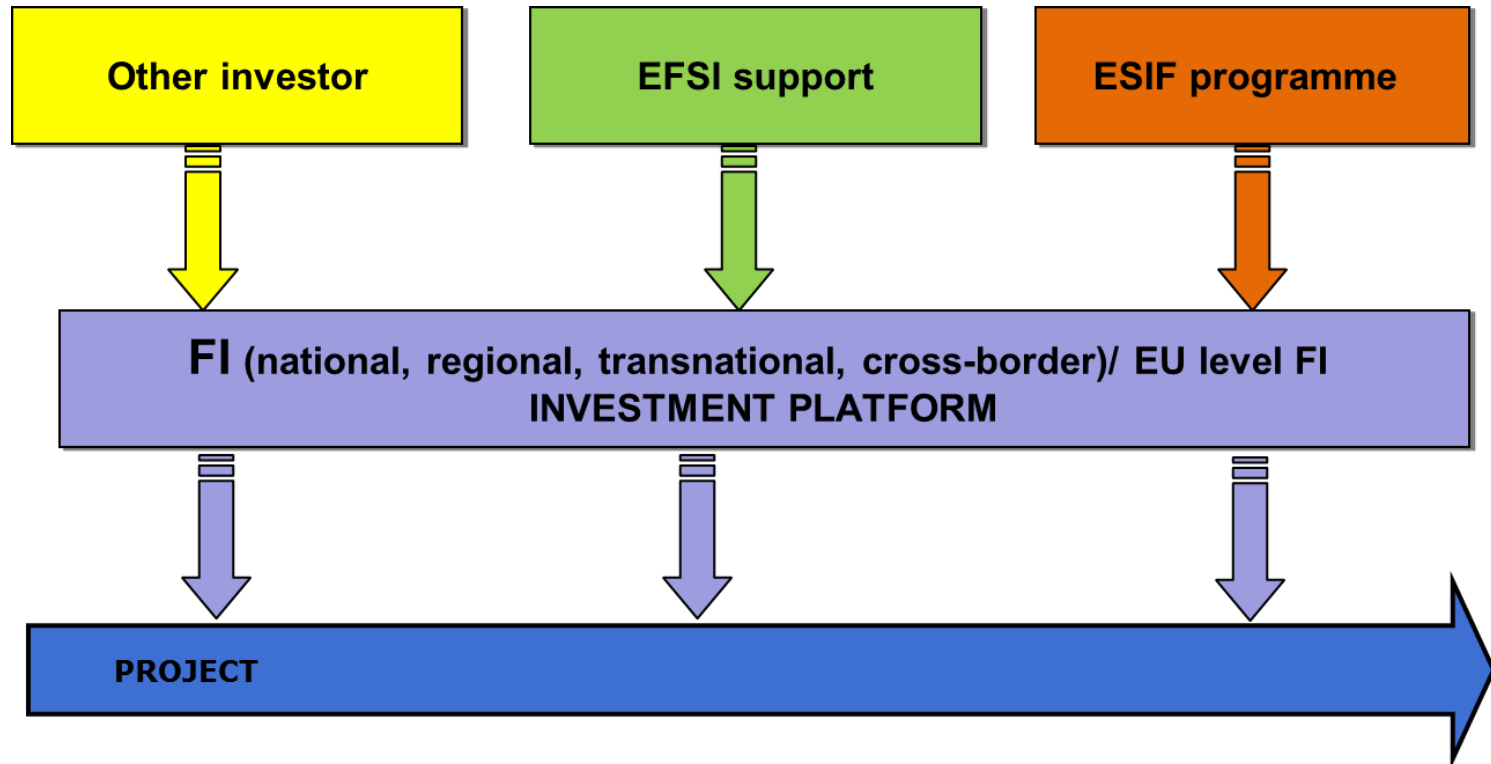 Other investor
EFSI support
ESIF programme
FI (national, regional, transnational, cross-border)/ EU level FI
INVESTMENT PLATFORM
PROJECT